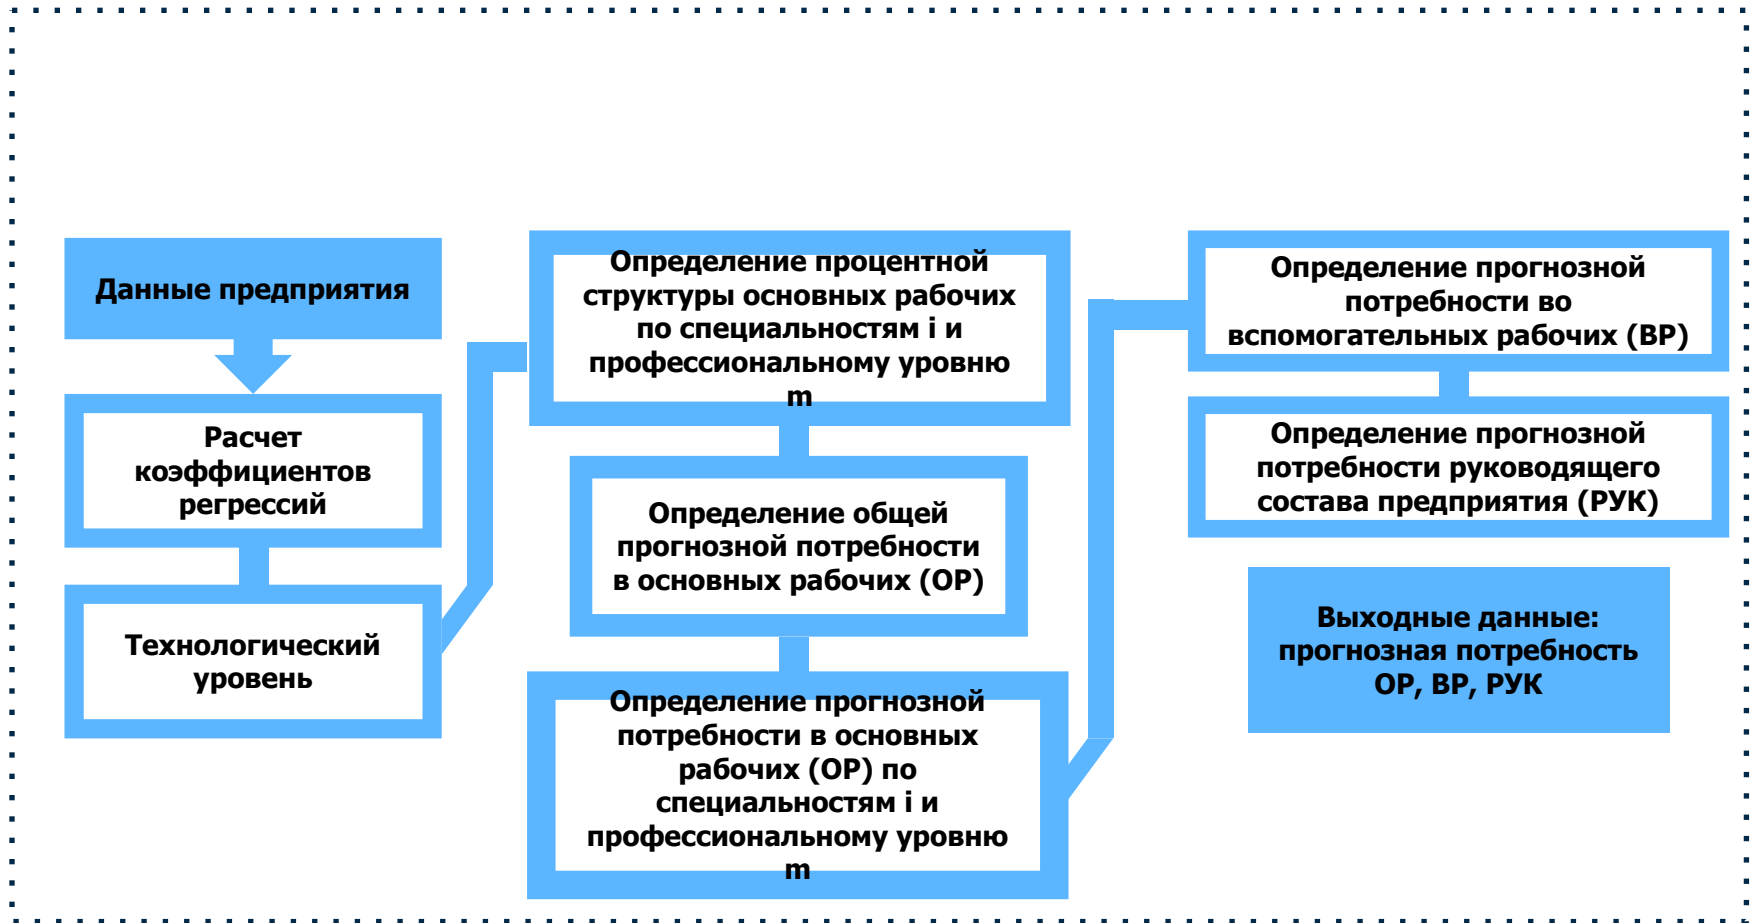 Данные предприятия
Расчет
коэффициентов
регрессий
Технологический
уровень
Определение процентной
структуры основных рабочих
по специальностям i и
профессиональному уровню
m
Определение общей
прогнозной потребности
в основных рабочих (ОР)
Определение прогнозной
потребности в основных
рабочих (ОР) по
специальностям i и
профессиональному уровню
m
Определение прогнозной
потребности во
вспомогательных рабочих (ВР)
Определение прогнозной
потребности руководящего
состава предприятия (РУК)
Выходные данные:
прогнозная потребность
ОР, ВР, РУК